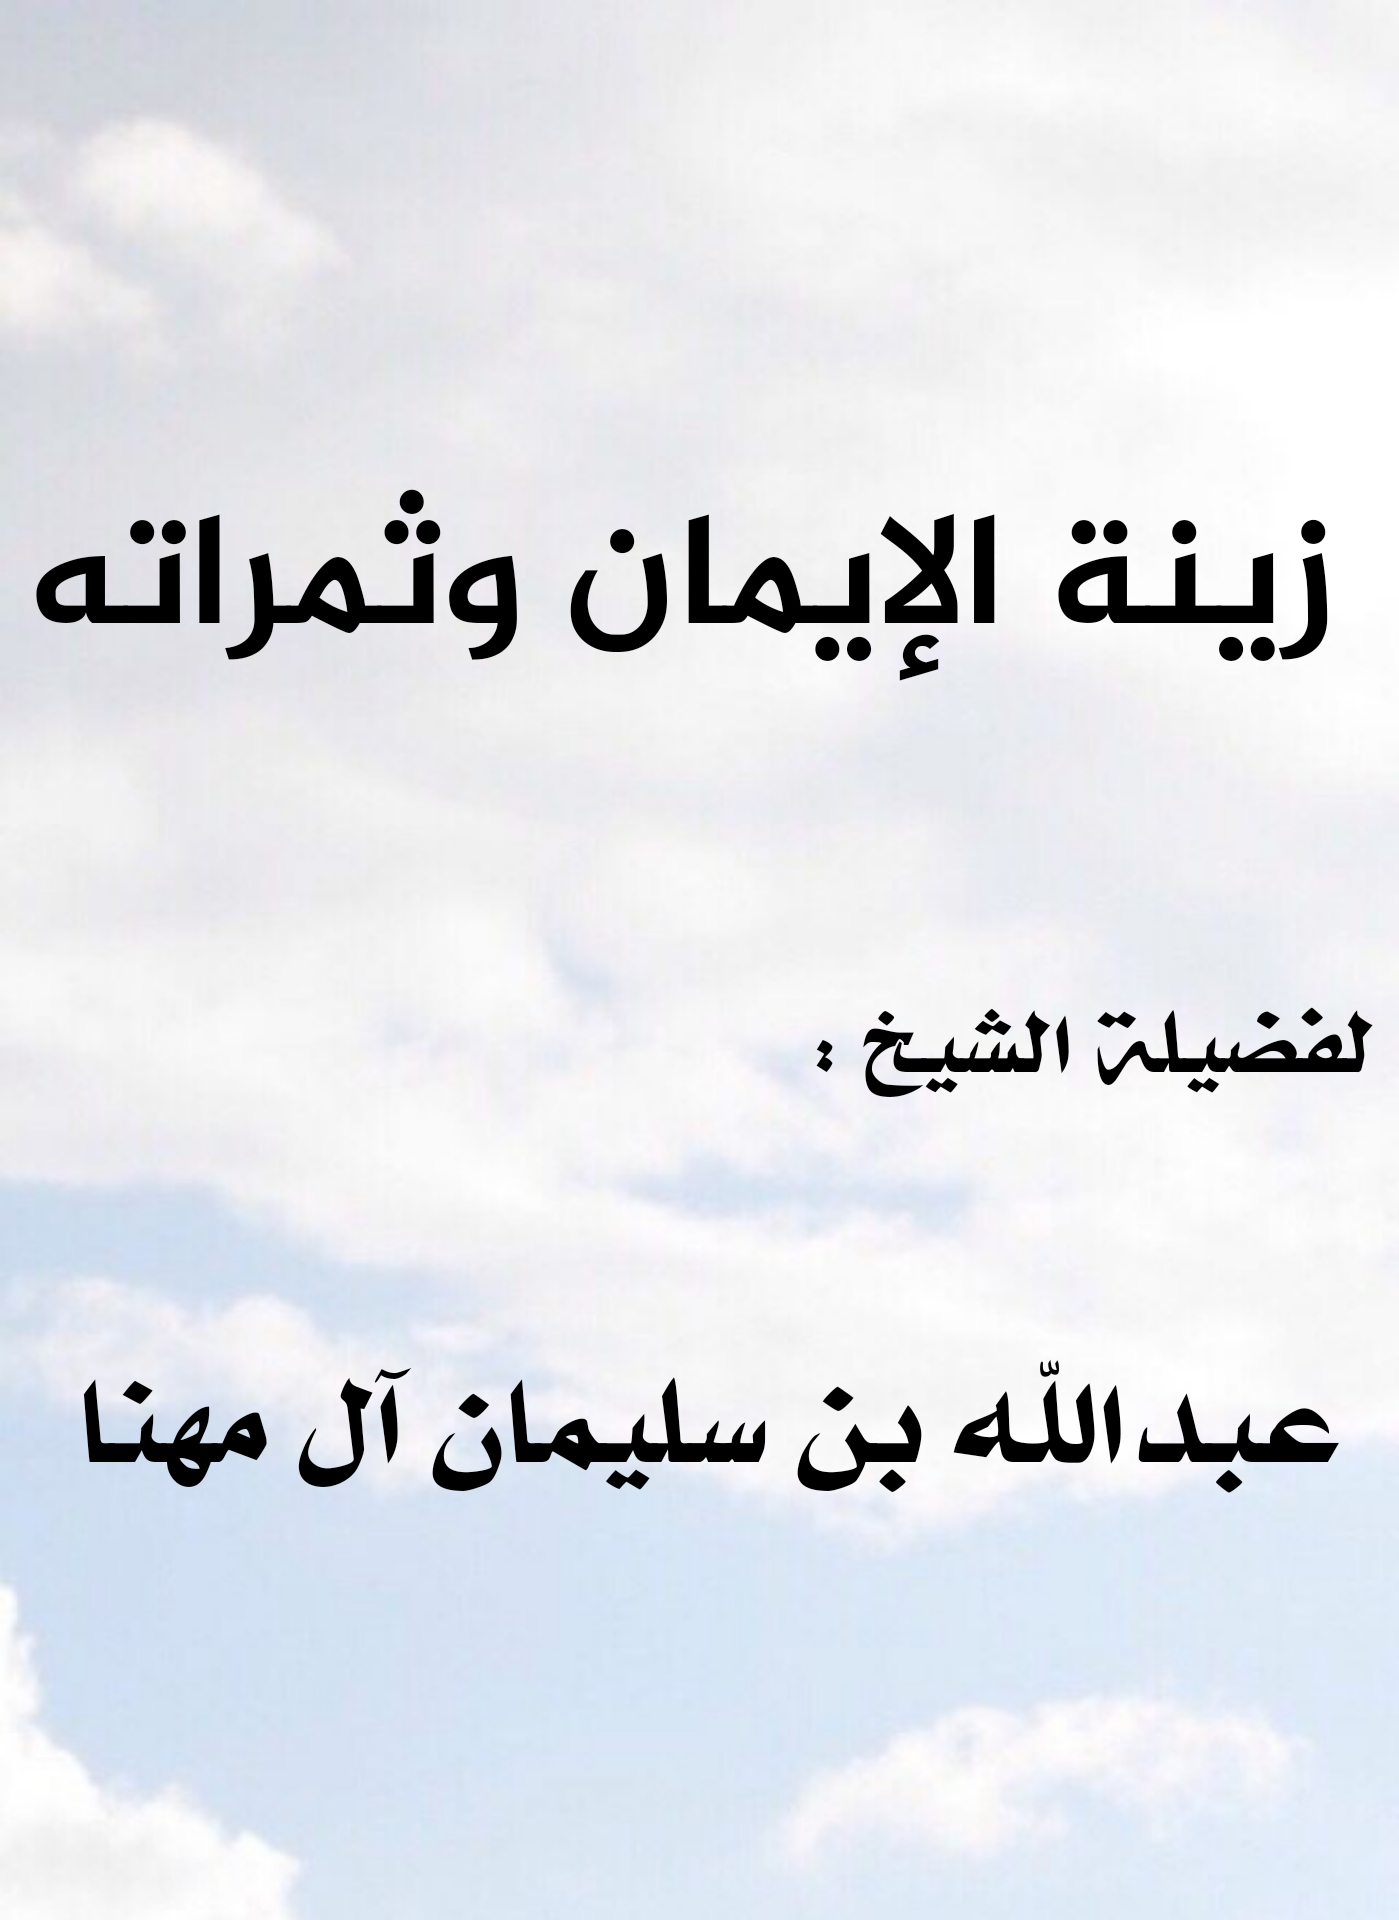 زينة الإيمان وثمراته
لفضيلة الشيخ :
عبدالله بن سليمان آل مهنا